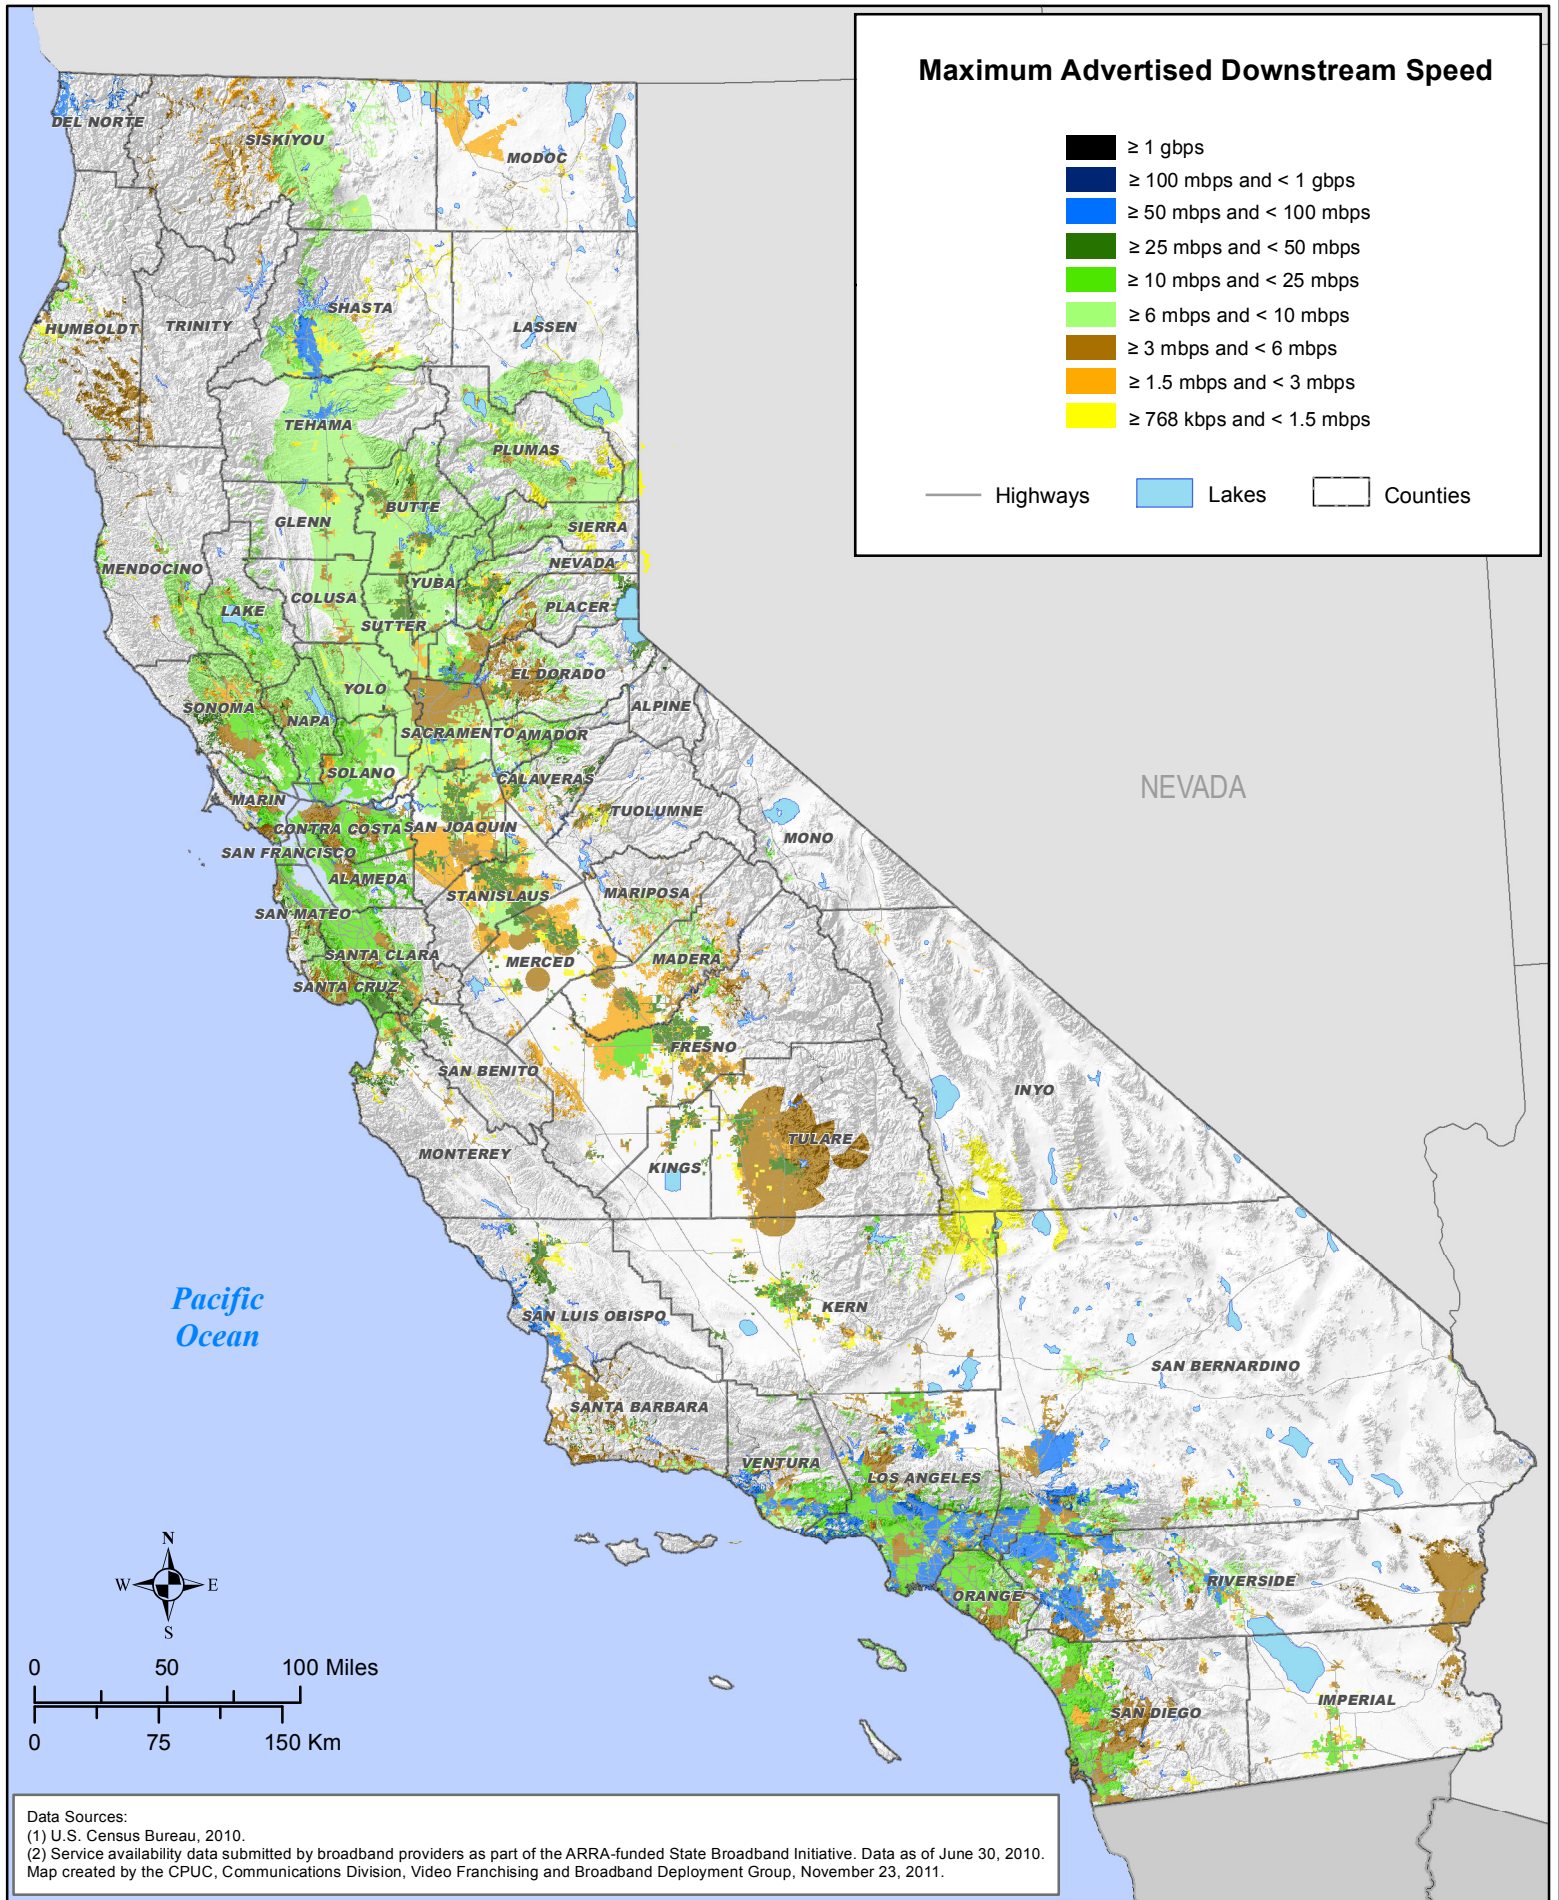 Maximum Advertised Downstream Speed
≥ 1 gbps
≥ 100 mbps and < 1 gbps
≥ 50 mbps and < 100 mbps
≥ 25 mbps and < 50 mbps
≥ 10 mbps and < 25 mbps
≥ 6 mbps and < 10 mbps
≥ 3 mbps and < 6 mbps
≥ 1.5 mbps and < 3 mbps
≥ 768 kbps and < 1.5 mbps
Highways
Lakes
Counties
DEL NORTE
SISKIYOU
MODOC
HUMBOLDT
TRINITY
SHASTA
LASSEN
TEHAMA
PLUMAS
BUTTE
GLENN
SIERRA
MENDOCINO
NEVADA
YUBA
COLUSA
LAKE
PLACER
SUTTER
EL DORADO
YOLO
SONOMA
NAPA
ALPINE
SACRAMENTO
AMADOR
SOLANO
CALAVERAS
NEVADA
MARIN
TUOLUMNE
CONTRA COSTA
SAN JOAQUIN
MONO
SAN FRANCISCO
ALAMEDA
STANISLAUS
MARIPOSA
SAN MATEO
SANTA CLARA
MERCED
MADERA
SANTA CRUZ
FRESNO
SAN BENITO
INYO
TULARE
MONTEREY
KINGS
Pacific
Ocean
SAN LUIS OBISPO
KERN
SAN BERNARDINO
SANTA BARBARA
VENTURA
LOS ANGELES
ORANGE
RIVERSIDE
IMPERIAL
SAN DIEGO
N
W
E
S
0 50 100 Miles
0 75 150 Km
Data Sources:
(1) U.S. Census Bureau, 2010.
(2) Service availability data submitted by broadband providers as part of the ARRA-funded State Broadband Initiative. Data as of June 30, 2010.
Map created by the CPUC, Communications Division, Video Franchising and Broadband Deployment Group, November 23, 2011.